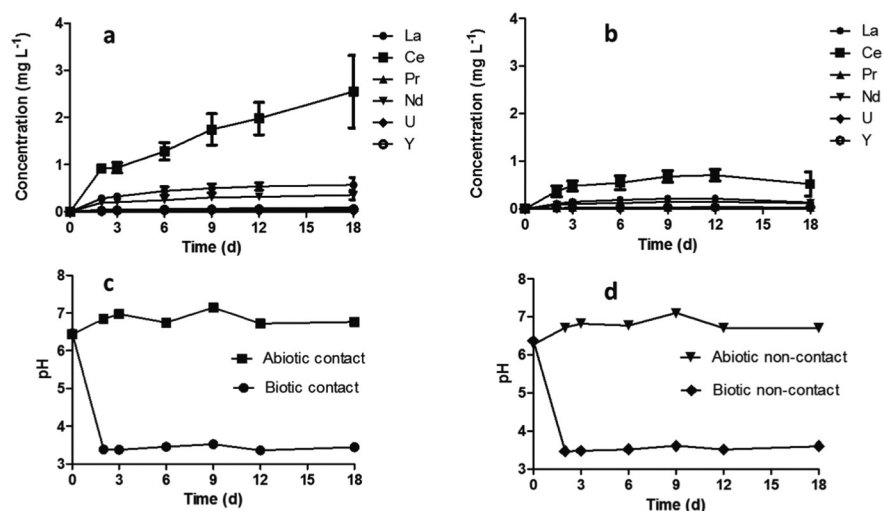 a
Concentration (mg L⁻¹)
4
3
2
1
0
0 3 6 9 12 15 18
Time (d)
La
Ce
Pr
Nd
U
Y
b
Concentration (mg L⁻¹)
4
3
2
1
0
0 3 6 9 12 15 18
Time (d)
La
Ce
Pr
Nd
U
Y
c
pH
8
7
6
5
4
3
0 3 6 9 12 15 18
Time (d)
Abiotic contact
Biotic contact
d
pH
8
7
6
5
4
3
0 3 6 9 12 15 18
Time (d)
Abiotic non-contact
Biotic non-contact